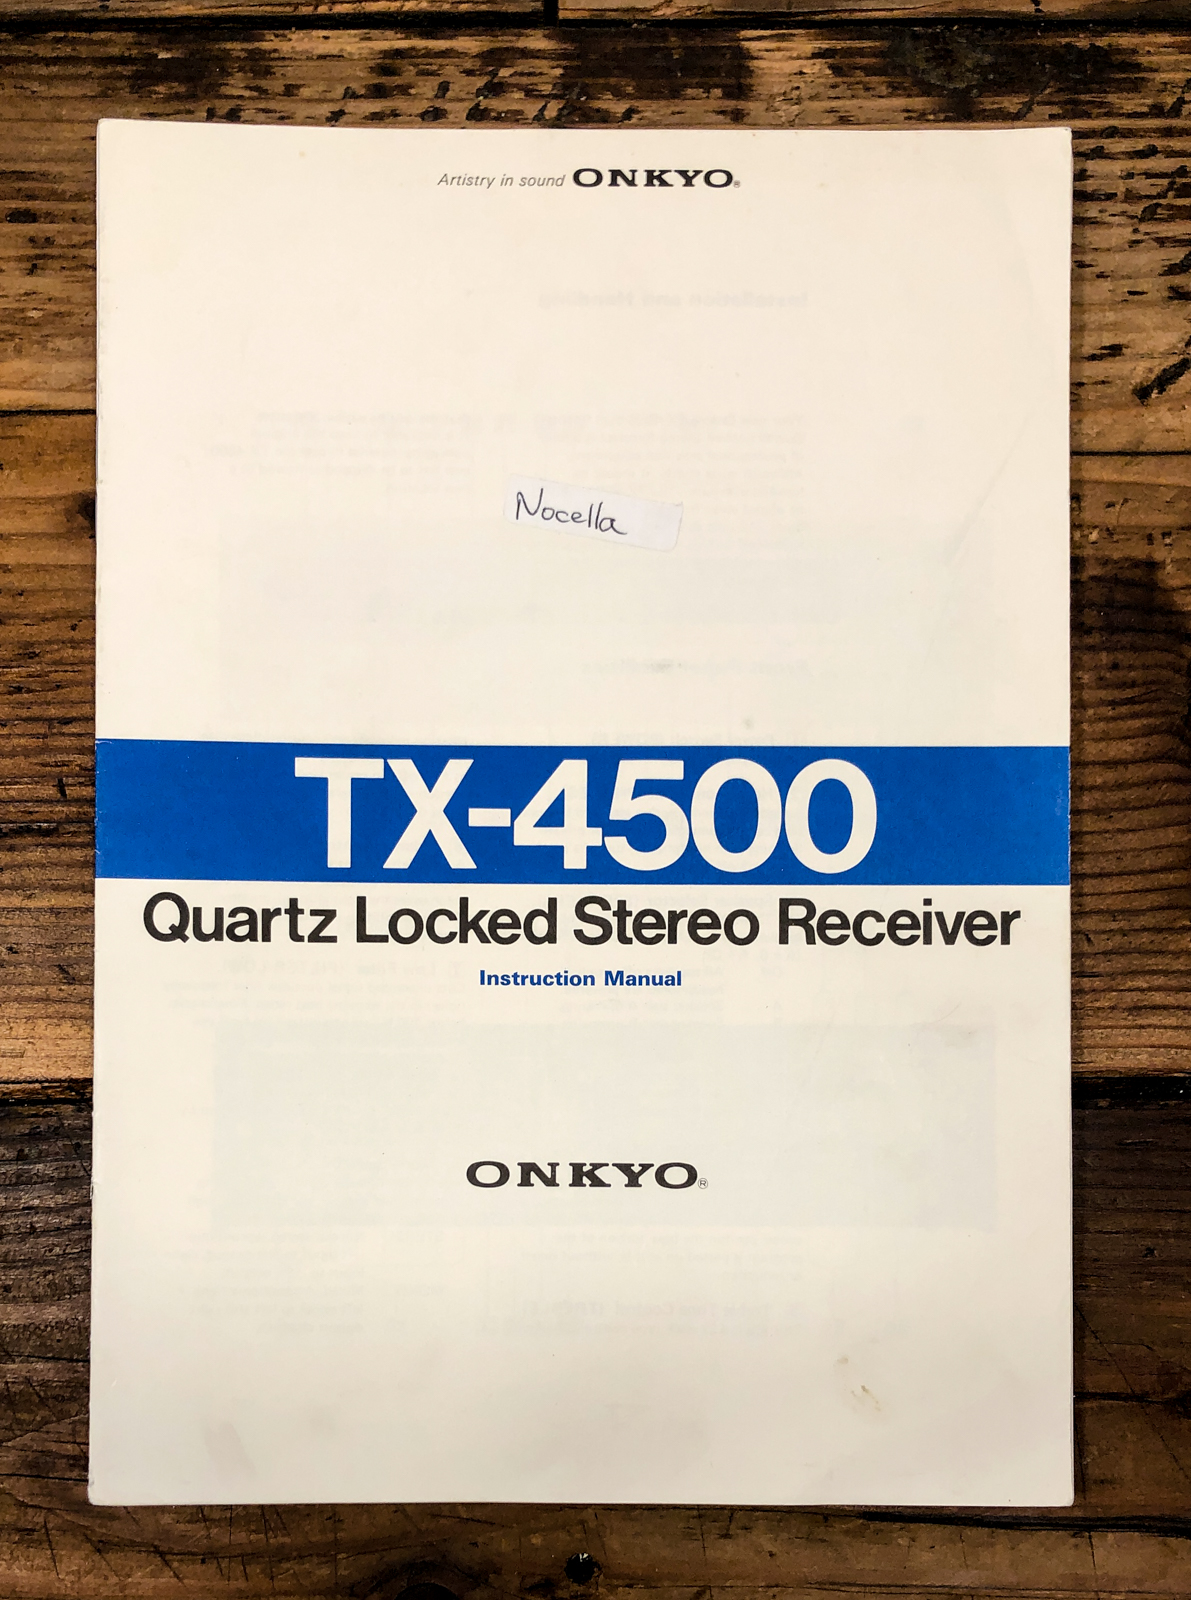 Artistry in sound ONKYO®
Nocella
TX-4500
Quartz Locked Stereo Receiver
Instruction Manual
ONKYO®